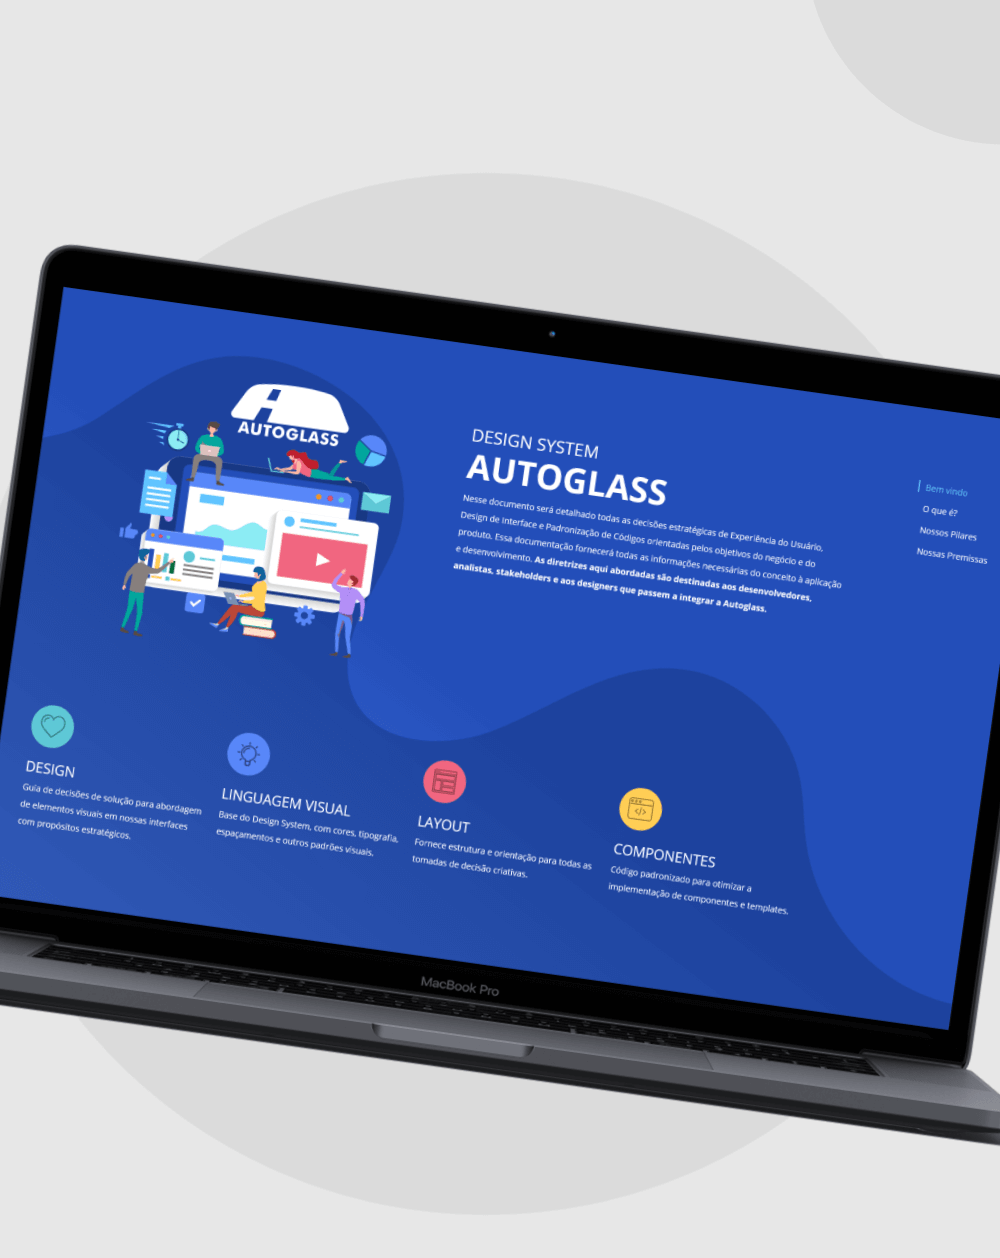 AUTOGLASS
DESIGN SYSTEM
AUTOGLASS
Nesse documento será detalhado todas as decisões estratégicas de Experiência do Usuário,
Design de Interface e Padronização de Códigos orientadas pelos objetivos do negócio e do
produto. Essa documentação fornecerá todas as informações necessárias do conceito à aplicação
e desenvolvimento. As diretrizes aqui abordadas são destinadas aos desenvolvedores,
analistas, stakeholders e aos designers que passem a integrar a Autoglass.
Bem vindo
O que é?
Nossos Pilares
Nossas Premissas
DESIGN
Guia de decisões de solução para abordagem
de elementos visuais em nossas interfaces
com propósitos estratégicos.
LINGUAGEM VISUAL
Base do Design System, com cores, tipografia,
espaçamentos e outros padrões visuais.
LAYOUT
Fornece estrutura e orientação para todas as
tomadas de decisão criativas.
COMPONENTES
Código padronizado para otimizar a
implementação de componentes e templates.
MacBook Pro